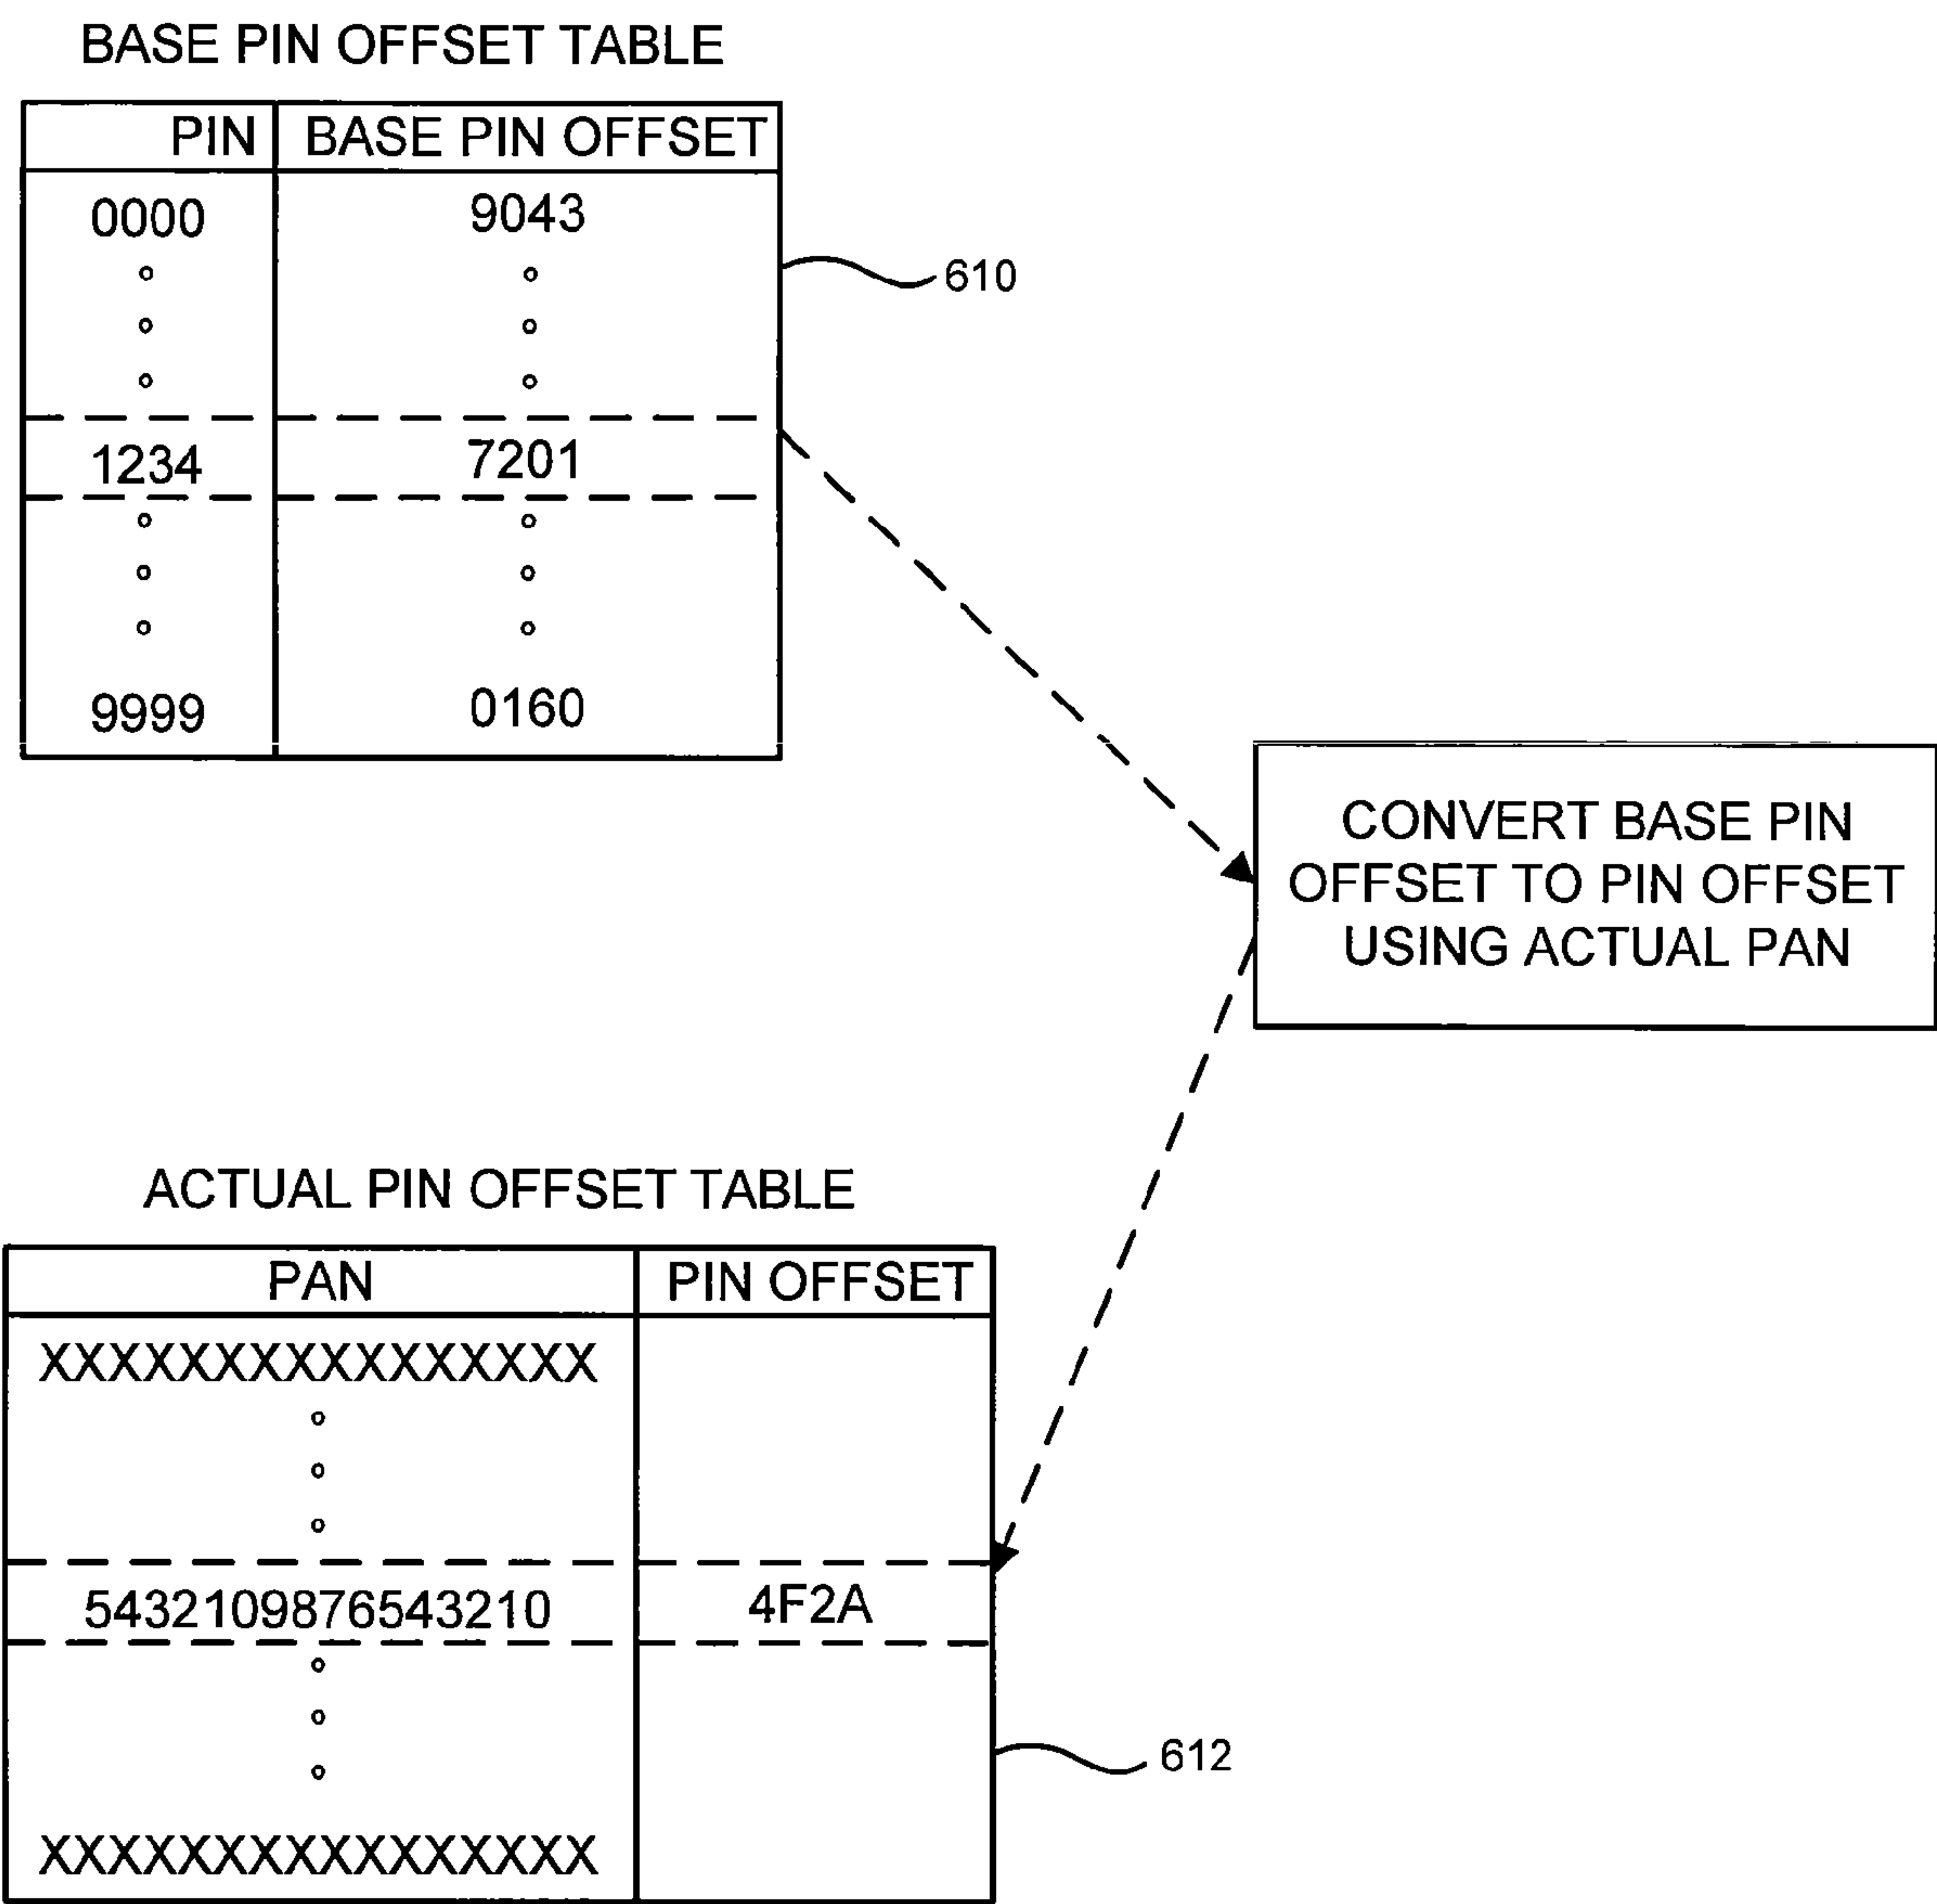 BASE PIN OFFSET TABLE
PIN BASE PIN OFFSET
0000 9043
610
1234 7201
9999 0160
CONVERT BASE PIN
OFFSET TO PIN OFFSET
USING ACTUAL PAN
ACTUAL PIN OFFSET TABLE
PAN PIN OFFSET
XXXXXXXXXXXXXXXX
5432109876543210 4F2A
612
XXXXXXXXXXXXXXXX